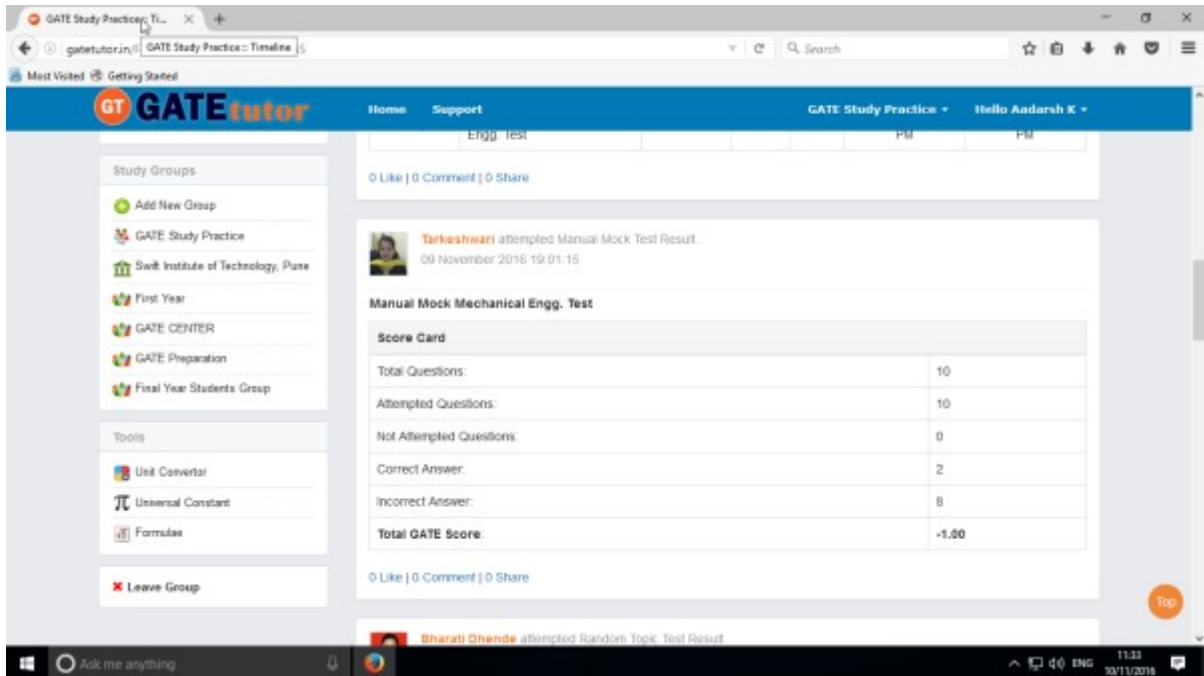 GATE Study Practice:: Ti...
gatetutor.in/
GATE Study Practice :: Timeline
Search
Most Visited Getting Started
GT GATEtutor
Home Support GATE Study Practice Hello Aadarsh K
Engg. Test PM PM
0 Like | 0 Comment | 0 Share
Study Groups
Add New Group
GATE Study Practice
Swift Institute of Technology, Pune
First Year
GATE CENTER
GATE Preparation
Final Year Students Group
Tools
Unit Convertor
π Universal Constant
Formulae
Leave Group
Tarkeshwari attempted Manual Mock Test Result.
09 November 2016 19:01:15
Manual Mock Mechanical Engg. Test
Score Card
Total Questions: 10
Attempted Questions: 10
Not Attempted Questions: 0
Correct Answer: 2
Incorrect Answer: 8
Total GATE Score: -1.00
0 Like | 0 Comment | 0 Share
Top
Bharati Dhende attempted Random Topic Test Result
Ask me anything
ENG
11:33
10/11/2016